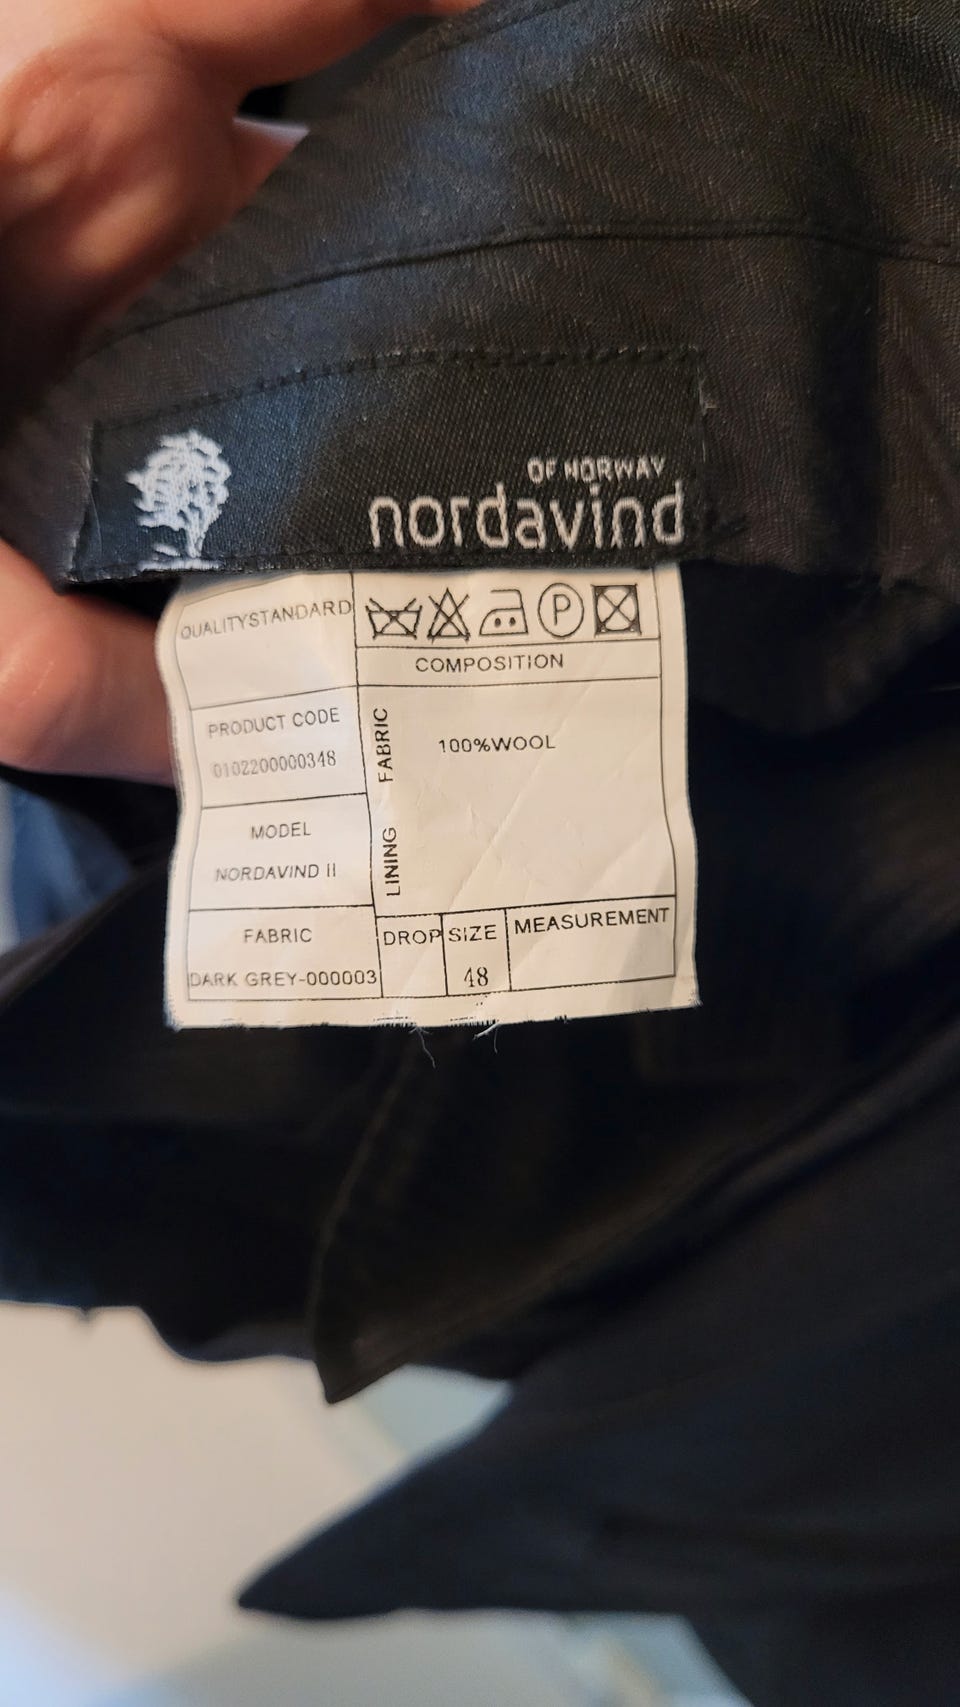 OF NORWAY
nordavind
QUALITYSTANDARD
P
COMPOSITION
PRODUCT CODE
0102200000348
FABRIC
100%WOOL
MODEL
NORDAVIND II
LINING
FABRIC
DARK GREY-000003
DROP
SIZE
48
MEASUREMENT